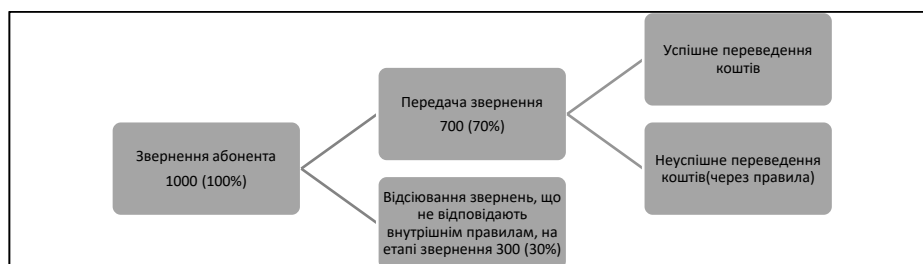 Звернення абонента
1000 (100%)
Передача звернення
700 (70%)
Відсіювання звернень, що
не відповідають
внутрішнім правилам, на
етапі звернення 300 (30%)
Успішне переведення
коштів
Неуспішне переведення
коштів(через правила)